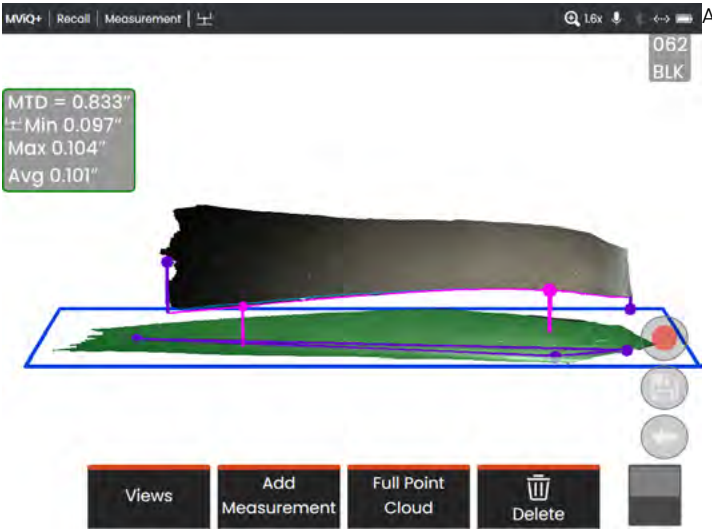 MViQ+ | Recall | Measurement |
1.6x
A
062
BLK
MTD = 0.833"
Min 0.097"
Max 0.104"
Avg 0.101"
Views
Add
Measurement
Full Point
Cloud
Delete